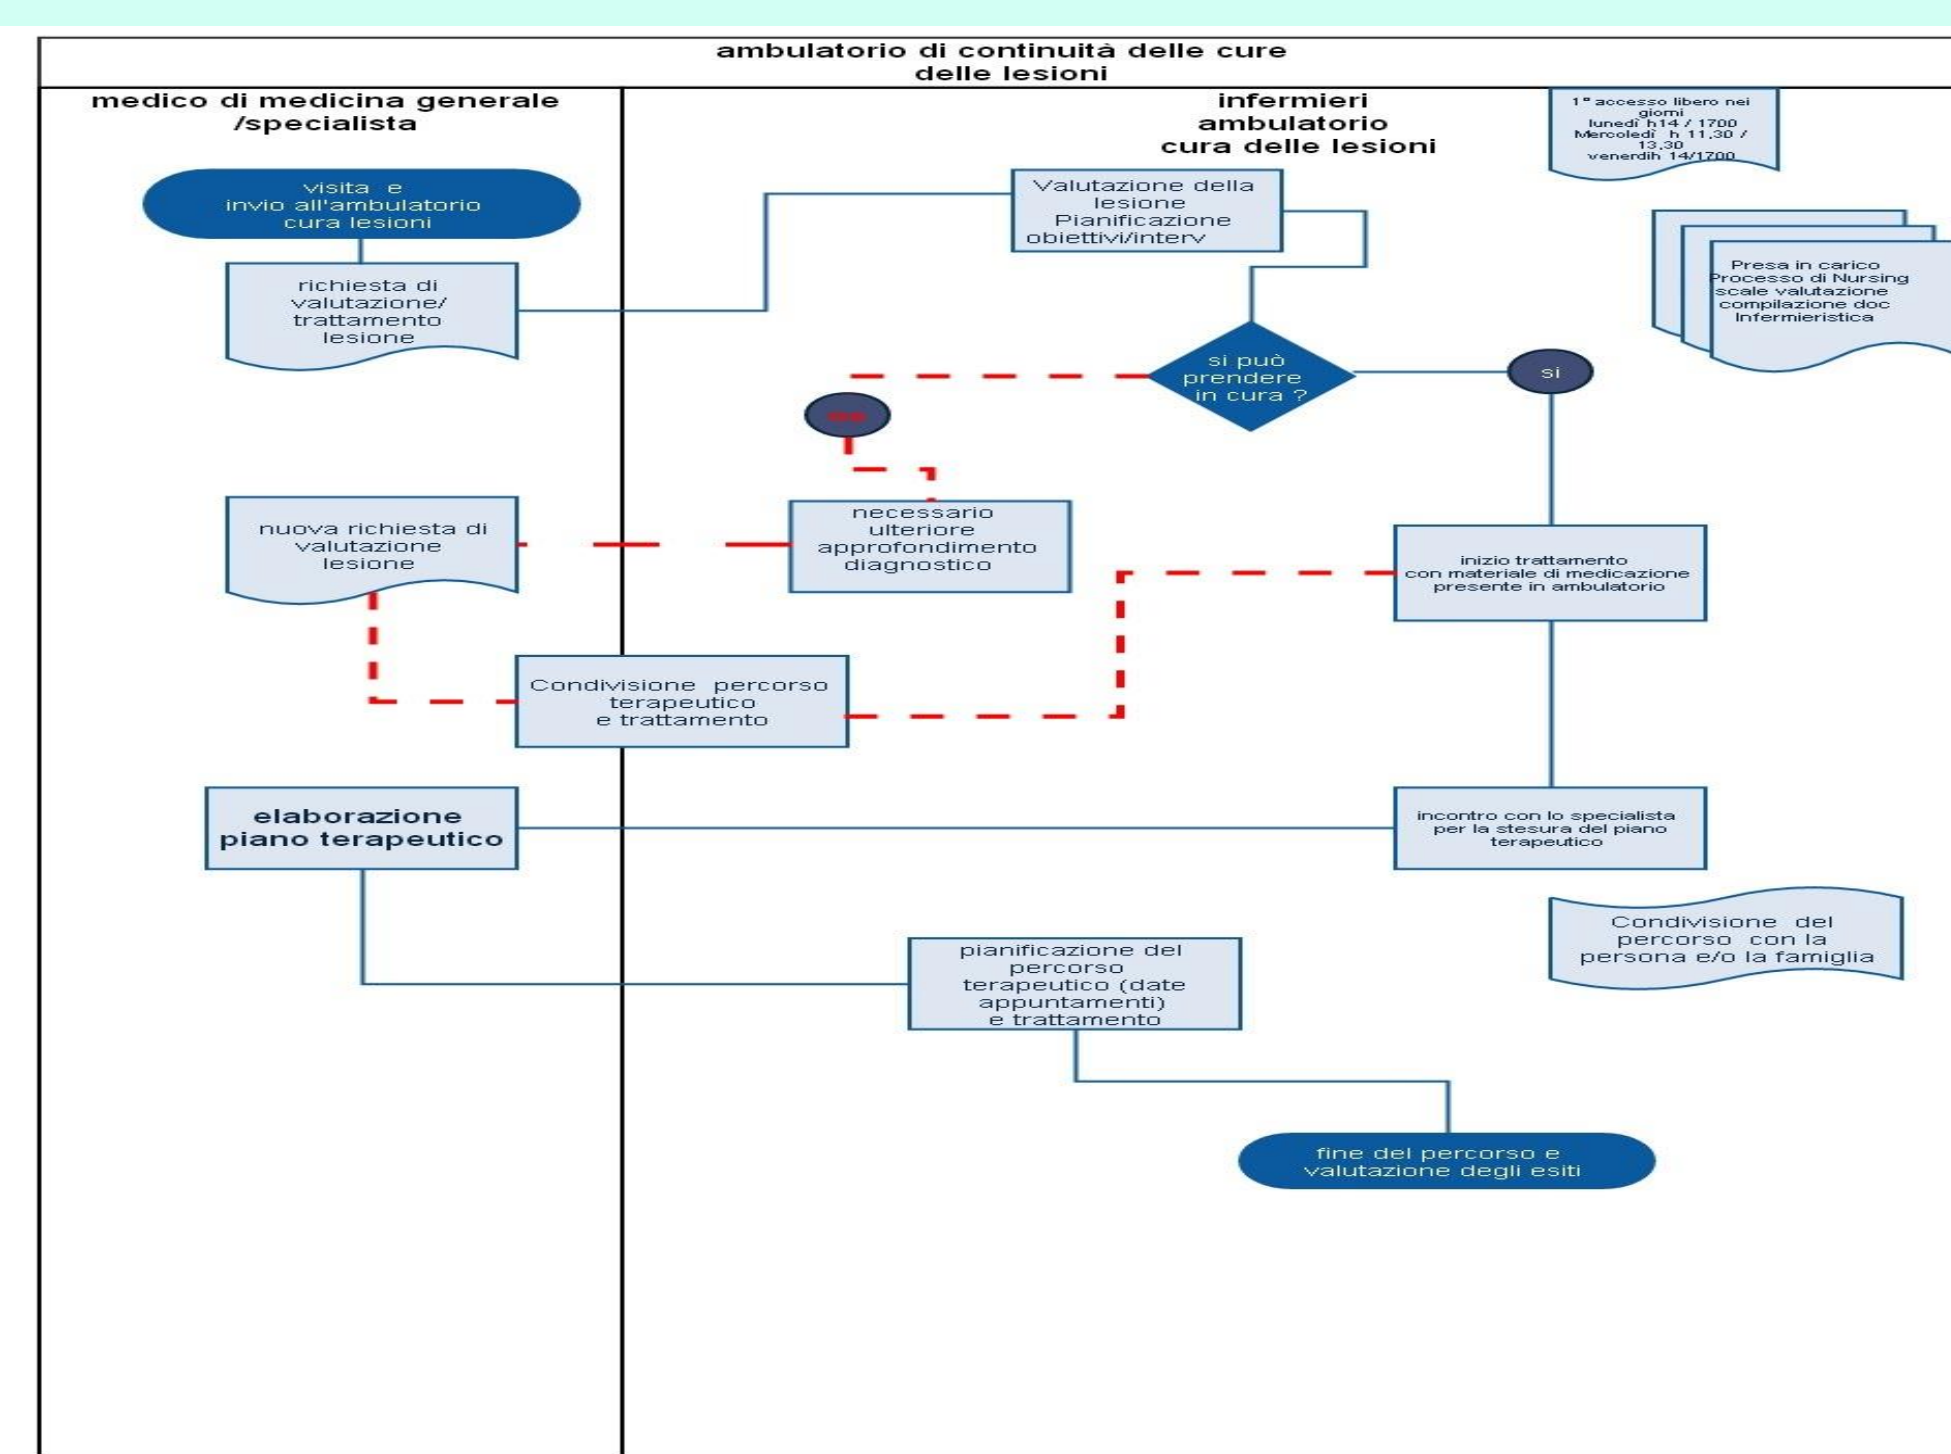 ambulatorio di continuità delle cure
delle lesioni
medico di medicina generale
/specialista
infermieri
ambulatorio
cura delle lesioni
1° accesso libero nei
giorni
lunedì h14 / 1700
Mercoledì h 11,30 /
13,30
venerdih 14/1700
visita e
invio all'ambulatorio
cura lesioni
Valutazione della
lesione
Pianificazione
obiettivi/interv
richiesta di
valutazione/
trattamento
lesione
Presa in carico
Processo di Nursing
scale valutazione
compilazione doc
Infermieristica
si può
prendere
in cura ?
si
necessario
ulteriore
approfondimento
diagnostico
nuova richiesta di
valutazione
lesione
inizio trattamento
con materiale di medicazione
presente in ambulatorio
Condivisione percorso
terapeutico
e trattamento
elaborazione
piano terapeutico
incontro con lo specialista
per la stesura del piano
terapeutico
Condivisione del
percorso con la
persona e/o la famiglia
pianificazione del
percorso
terapeutico (date
appuntamenti)
e trattamento
fine del percorso e
valutazione degli esiti